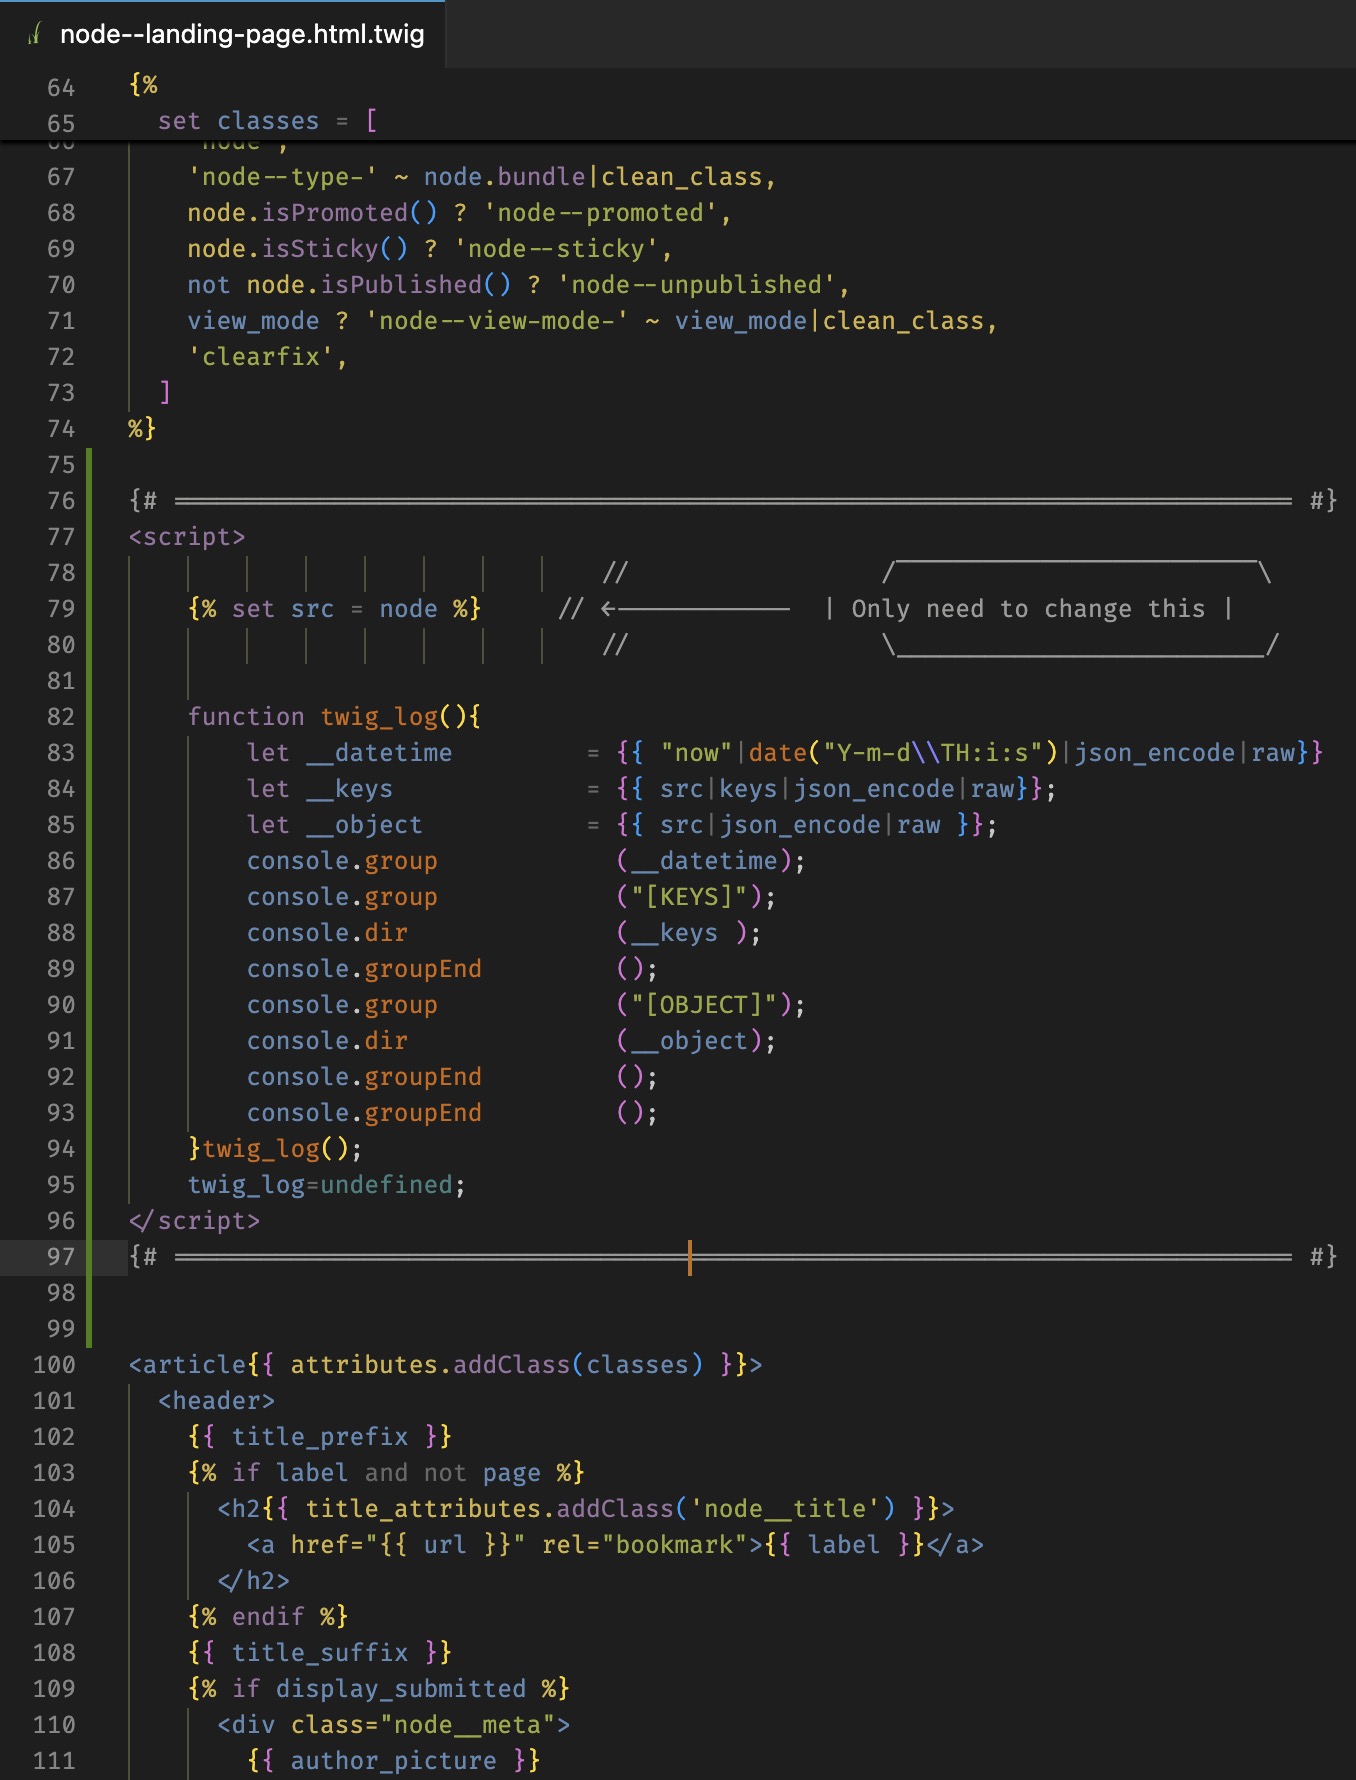 node--landing-page.html.twig
64 {%
65 set classes = [
66 'node',
67 'node--type-' ~ node.bundle|clean_class,
68 node.isPromoted() ? 'node--promoted',
69 node.isSticky() ? 'node--sticky',
70 not node.isPublished() ? 'node--unpublished',
71 view_mode ? 'node--view-mode-' ~ view_mode|clean_class,
72 'clearfix',
73 ]
74 %}
75
76 {# ============================================================================ #}
77 <script>
78 // /‾‾‾‾‾‾‾‾‾‾‾‾‾‾‾‾‾‾‾‾‾‾‾‾‾\
79 {% set src = node %} // <------------ | Only need to change this |
80 // \_________________________/
81
82 function twig_log(){
83 let __datetime = {{ "now"|date("Y-m-d\\TH:i:s")|json_encode|raw}}
84 let __keys = {{ src|keys|json_encode|raw}};
85 let __object = {{ src|json_encode|raw }};
86 console.group (__datetime);
87 console.group ("[KEYS]");
88 console.dir (__keys );
89 console.groupEnd ();
90 console.group ("[OBJECT]");
91 console.dir (__object);
92 console.groupEnd ();
93 console.groupEnd ();
94 }twig_log();
95 twig_log=undefined;
96 </script>
97 {# ============================================================================ #}
98
99
100 <article{{ attributes.addClass(classes) }}>
101 <header>
102 {{ title_prefix }}
103 {% if label and not page %}
104 <h2{{ title_attributes.addClass('node__title') }}>
105 <a href="{{ url }}" rel="bookmark">{{ label }}</a>
106 </h2>
107 {% endif %}
108 {{ title_suffix }}
109 {% if display_submitted %}
110 <div class="node__meta">
111 {{ author_picture }}